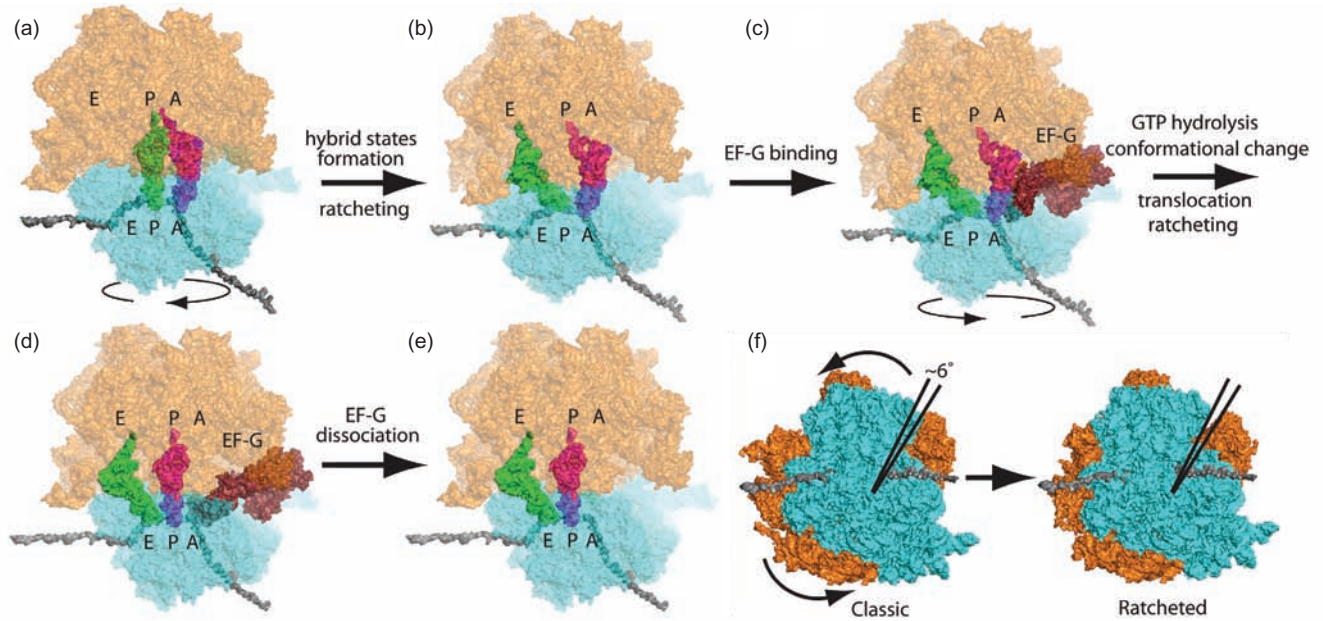 (a)
E P A
E P A
hybrid states
formation
ratcheting
(b)
E P A
E P A
EF-G binding
(c)
E P A
EF-G
E P A
GTP hydrolysis
conformational change
translocation
ratcheting
(d)
E P A
EF-G
E P A
EF-G
dissociation
(e)
E P A
E P A
(f)
~6°
Classic
Ratcheted